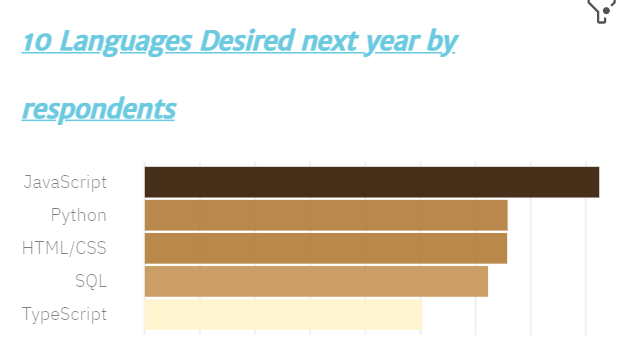 10 Languages Desired next year by
respondents
JavaScript
Python
HTML/CSS
SQL
TypeScript